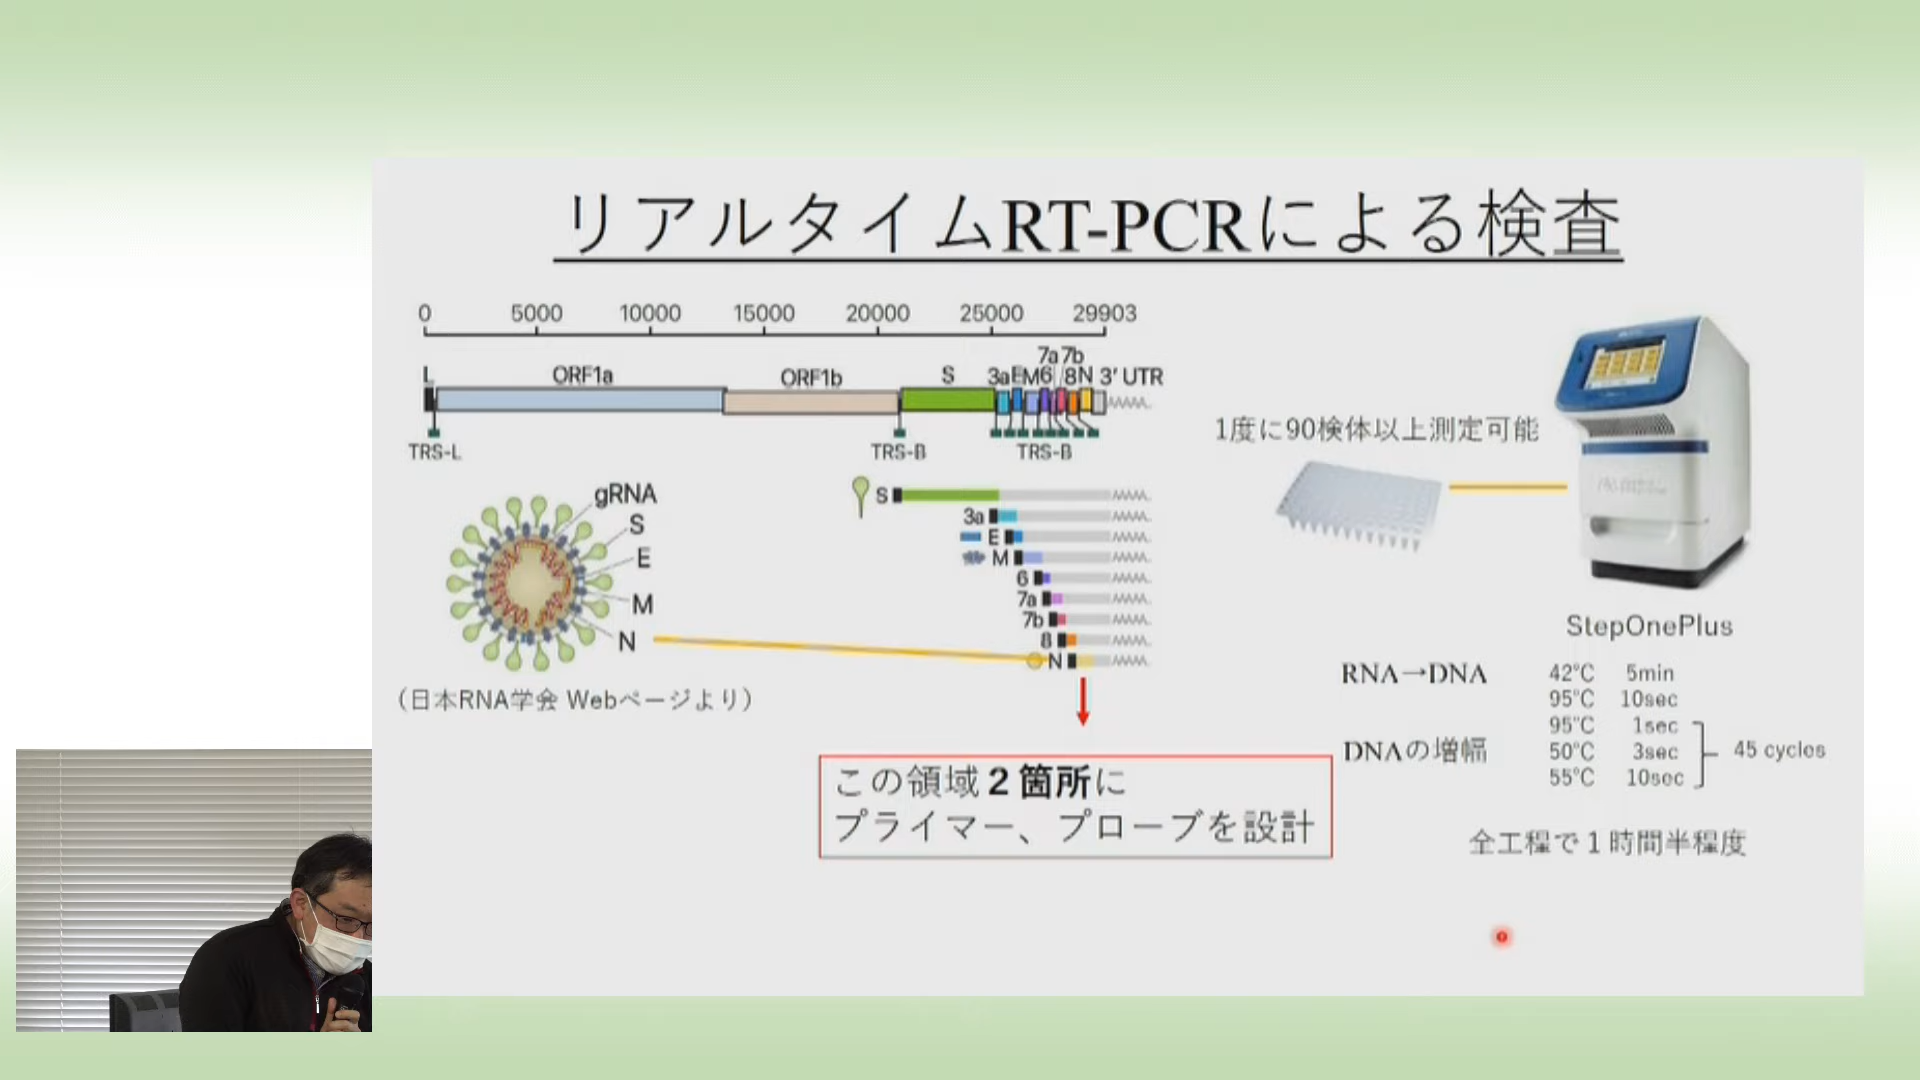 リアルタイムRT-PCRによる検査
0 5000 10000 15000 20000 25000 29903
7a 7b
L ORF1a ORF1b S 3a E M 6 8 N 3' UTR
TRS-L TRS-B TRS-B
gRNA
S
E
M
N
(日本RNA学会 Webページより)
S
3a
E
M
6
7a
7b
8
N
この領域２箇所に
プライマー、プローブを設計
1度に90検体以上測定可能
StepOnePlus
RNA→DNA 42℃ 5min
95℃ 10sec
95℃ 1sec
DNAの増幅 50℃ 3sec 45 cycles
55℃ 10sec
全工程で１時間半程度